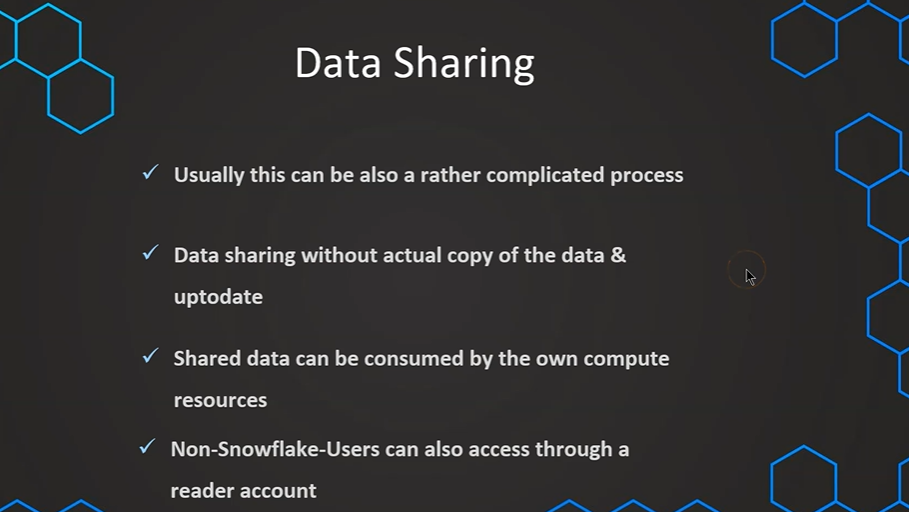 Data Sharing
✓ Usually this can be also a rather complicated process
✓ Data sharing without actual copy of the data &
uptodate
✓ Shared data can be consumed by the own compute
resources
✓ Non-Snowflake-Users can also access through a
reader account